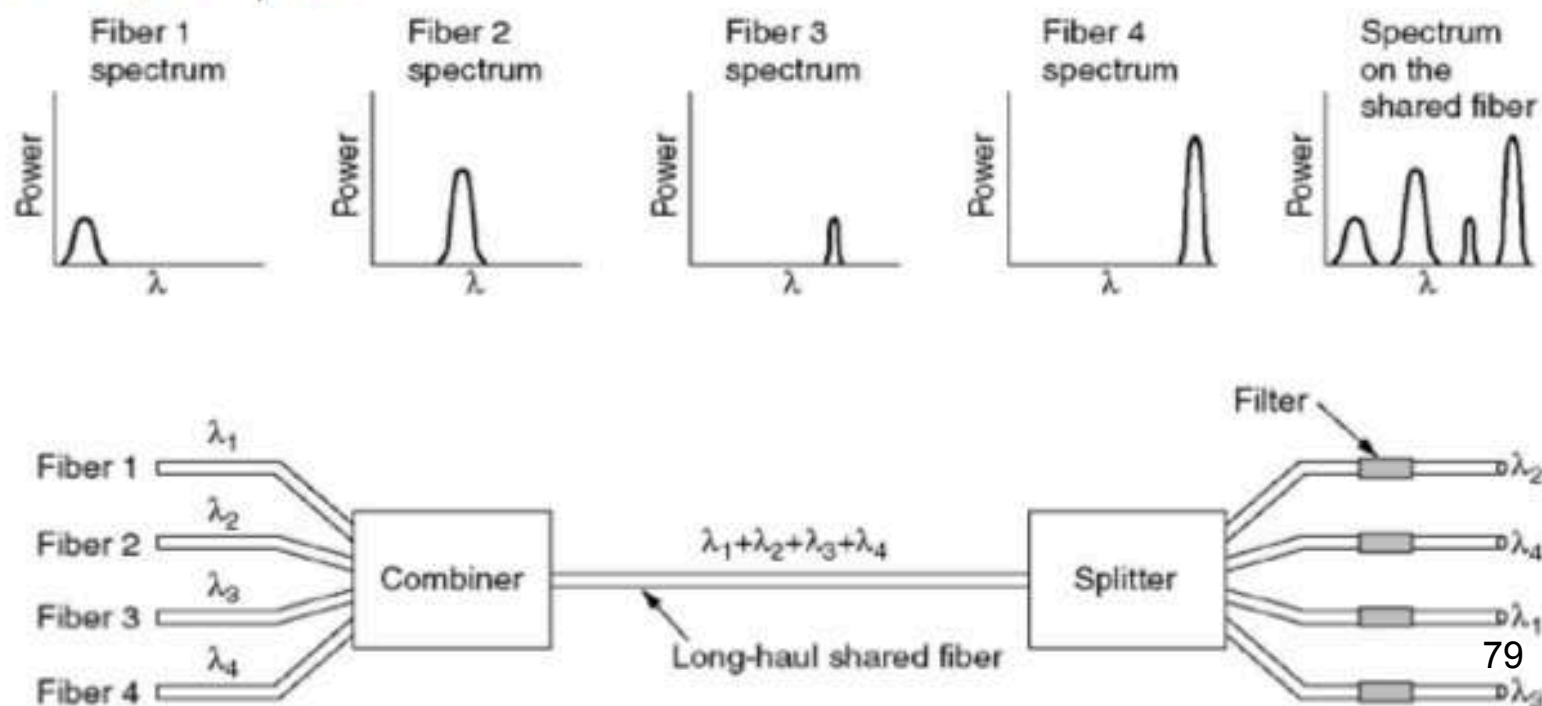 Fiber 1
spectrum
Fiber 2
spectrum
Fiber 3
spectrum
Fiber 4
spectrum
Spectrum
on the
shared fiber
Power
λ
Power
λ
Power
λ
Power
λ
Power
λ
Filter
Fiber 1
λ₁
Fiber 2
λ₂
Fiber 3
λ₃
Fiber 4
λ₄
Combiner
λ₁+λ₂+λ₃+λ₄
Long-haul shared fiber
Splitter
λ₂
λ₄
λ₁
79
λ₃